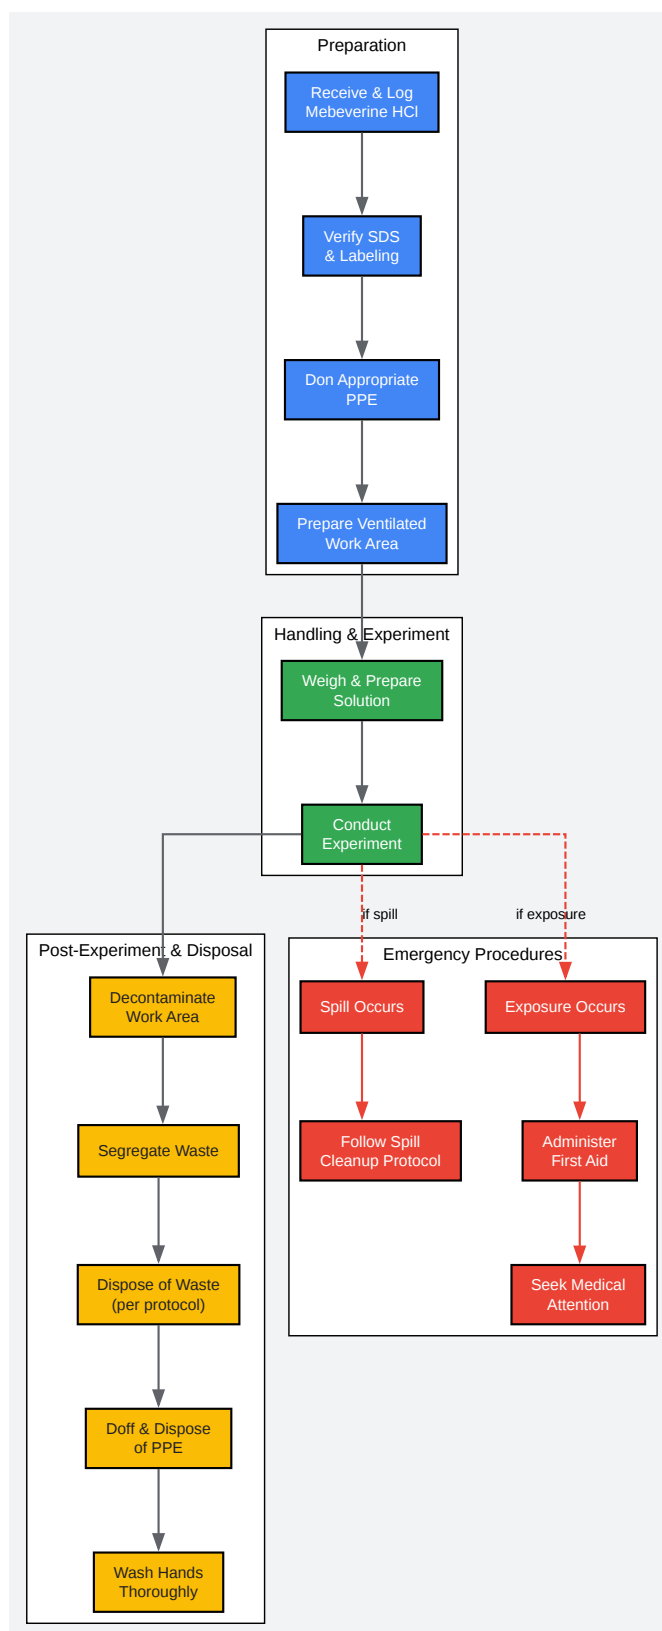 Preparation
Receive & Log
Mebeverine HCl
Verify SDS
& Labeling
Don Appropriate
PPE
Prepare Ventilated
Work Area
Handling & Experiment
Weigh & Prepare
Solution
Conduct
Experiment
if spill
if exposure
Post-Experiment & Disposal
Decontaminate
Work Area
Segregate Waste
Dispose of Waste
(per protocol)
Doff & Dispose
of PPE
Wash Hands
Thoroughly
Emergency Procedures
Spill Occurs
Follow Spill
Cleanup Protocol
Exposure Occurs
Administer
First Aid
Seek Medical
Attention